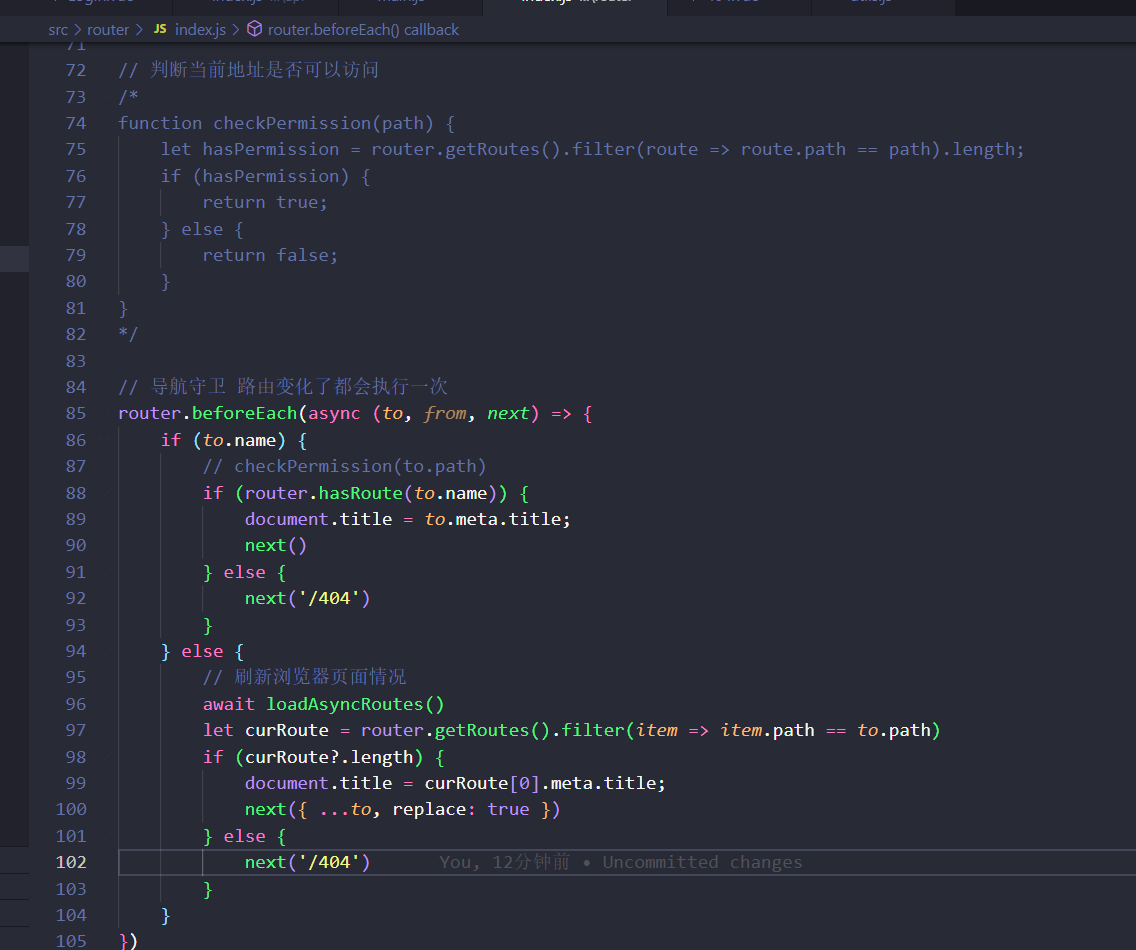 src > router > JS index.js > router.beforeEach() callback
71
72 // 判断当前地址是否可以访问
73 /*
74 function checkPermission(path) {
75     let hasPermission = router.getRoutes().filter(route => route.path == path).length;
76     if (hasPermission) {
77         return true;
78     } else {
79         return false;
80     }
81 }
82 */
83
84 // 导航守卫 路由变化了都会执行一次
85 router.beforeEach(async (to, from, next) => {
86     if (to.name) {
87         // checkPermission(to.path)
88         if (router.hasRoute(to.name)) {
89             document.title = to.meta.title;
90             next()
91         } else {
92             next('/404')
93         }
94     } else {
95         // 刷新浏览器页面情况
96         await loadAsyncRoutes()
97         let curRoute = router.getRoutes().filter(item => item.path == to.path)
98         if (curRoute?.length) {
99             document.title = curRoute[0].meta.title;
100             next({ ...to, replace: true })
101         } else {
102             next('/404') You, 12分钟前 • Uncommitted changes
103         }
104     }
105 })